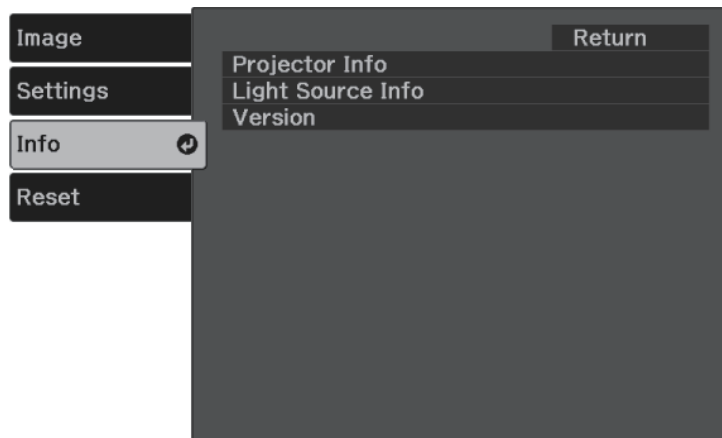 Image
Settings
Info
Reset
Return
Projector Info
Light Source Info
Version